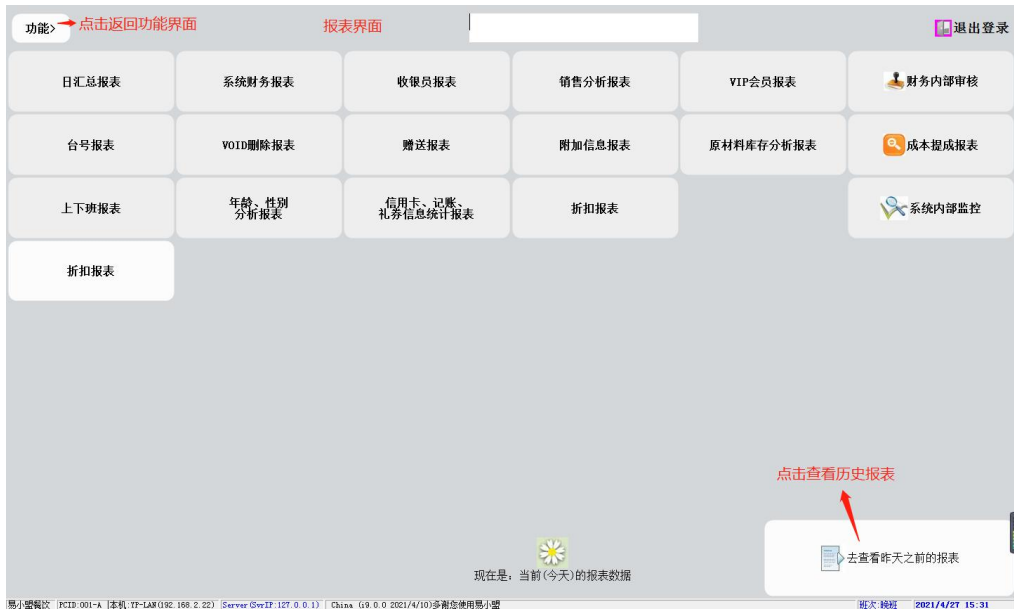 功能>
点击返回功能界面
报表界面
退出登录
日汇总报表
系统财务报表
收银员报表
销售分析报表
VIP会员报表
财务内部审核
台号报表
VOID删除报表
赠送报表
附加信息报表
原材料库存分析报表
成本提成报表
上下班报表
年龄、性别
分析报表
信用卡、记账、
礼券信息统计报表
折扣报表
系统内部监控
折扣报表
点击查看历史报表
去查看昨天之前的报表
现在是：当前(今天)的报表数据
易小盟餐饮 |PCID:001-A |本机:YP-LAN(192.168.2.22) |Server(SvrIP:127.0.0.1) | China (i9.0.0 2021/4/10)多谢您使用易小盟
班次:晚班 |2021/4/27 15:31